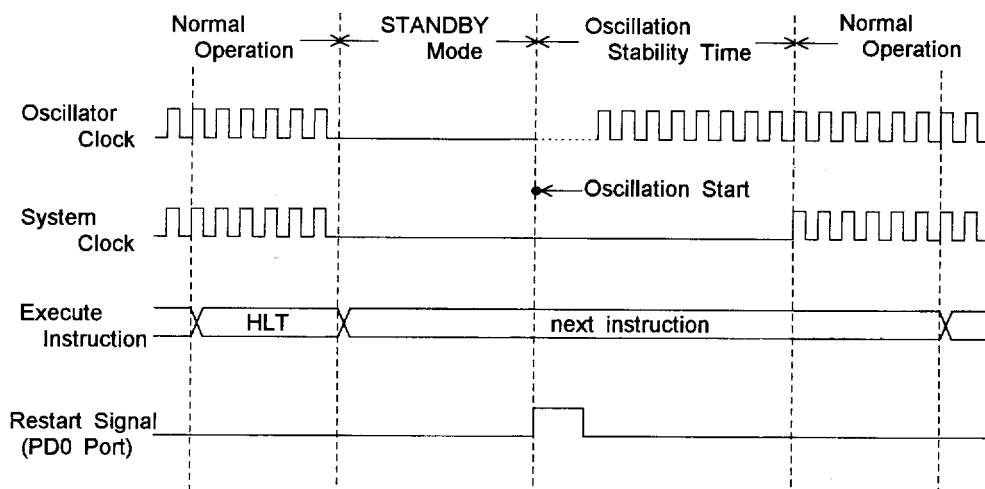 Normal
Operation
STANDBY
Mode
Oscillation
Stability Time
Normal
Operation
Oscillator
Clock
Oscillation Start
System
Clock
Execute
Instruction
HLT
next instruction
Restart Signal
(PD0 Port)